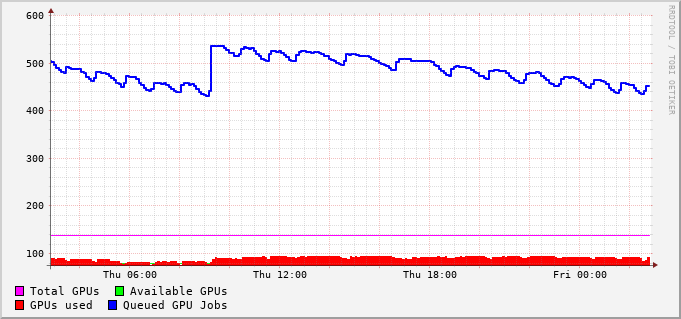 600
500
400
300
200
100
Thu 06:00 Thu 12:00 Thu 18:00 Fri 00:00
Total GPUs Available GPUs
GPUs used Queued GPU Jobs
RRDTOOL / TOBI OETIKER